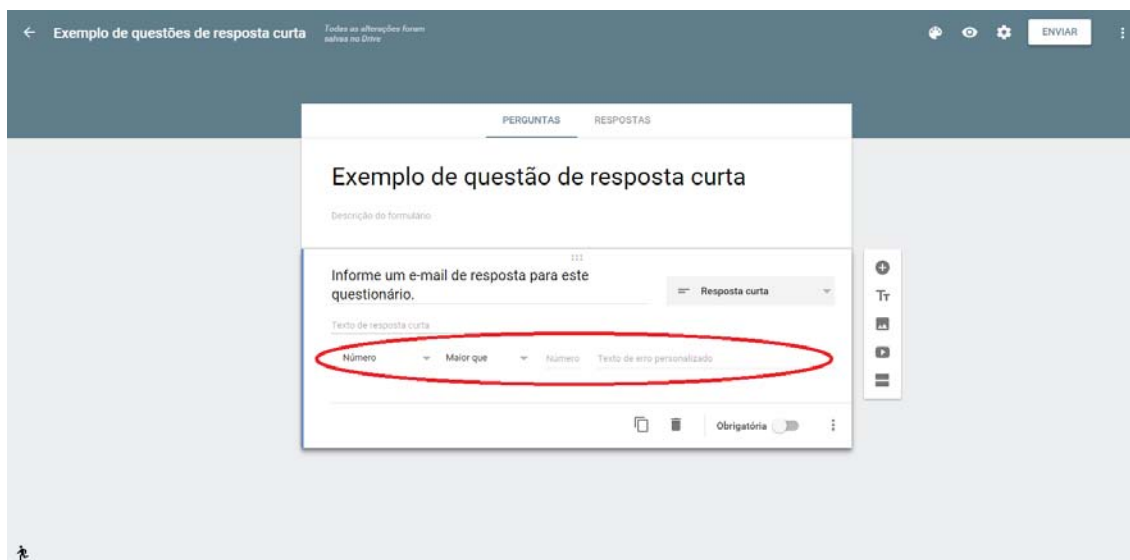 Exemplo de questões de resposta curta
Todas as alterações foram
salvas no Drive
ENVIAR
PERGUNTAS RESPOSTAS
Exemplo de questão de resposta curta
Descrição do formulário
Informe um e-mail de resposta para este
questionário.
Resposta curta
Texto de resposta curta
Número Maior que Número Texto de erro personalizado
Obrigatória
Tt